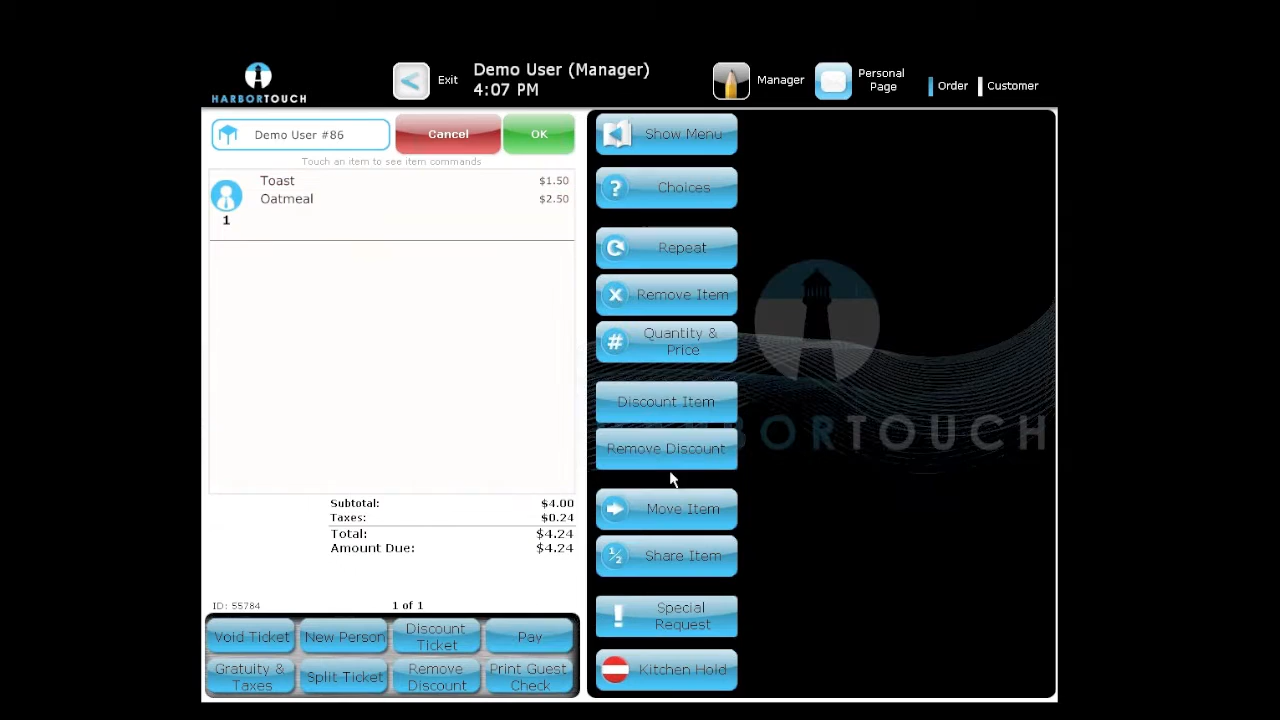 HARBORTOUCH
Exit
Demo User (Manager)
4:07 PM
Manager
Personal
Page
Order
Customer
Demo User #86
Cancel
OK
Touch an item to see item commands
Toast $1.50
Oatmeal $2.50
1
Subtotal: $4.00
Taxes: $0.24
Total: $4.24
Amount Due: $4.24
ID: 55784
1 of 1
Void Ticket
New Person
Discount
Ticket
Pay
Gratuity &
Taxes
Split Ticket
Remove
Discount
Print Guest
Check
Show Menu
? Choices
Repeat
X Remove Item
# Quantity &
Price
Discount Item
Remove Discount
Move Item
1/2 Share Item
! Special
Request
Kitchen Hold
BORTOUCH